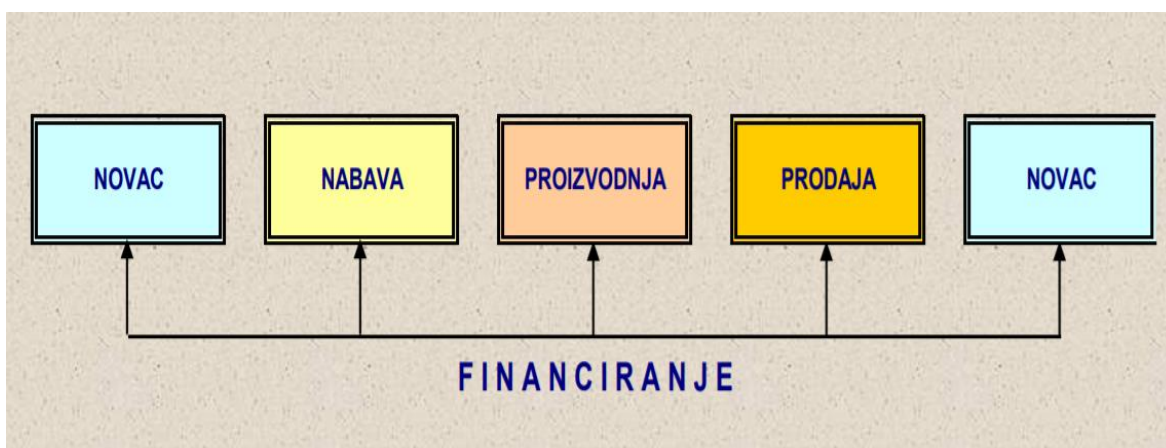 NOVAC NABAVA PROIZVODNJA PRODAJA NOVAC
FINANCIRANJE